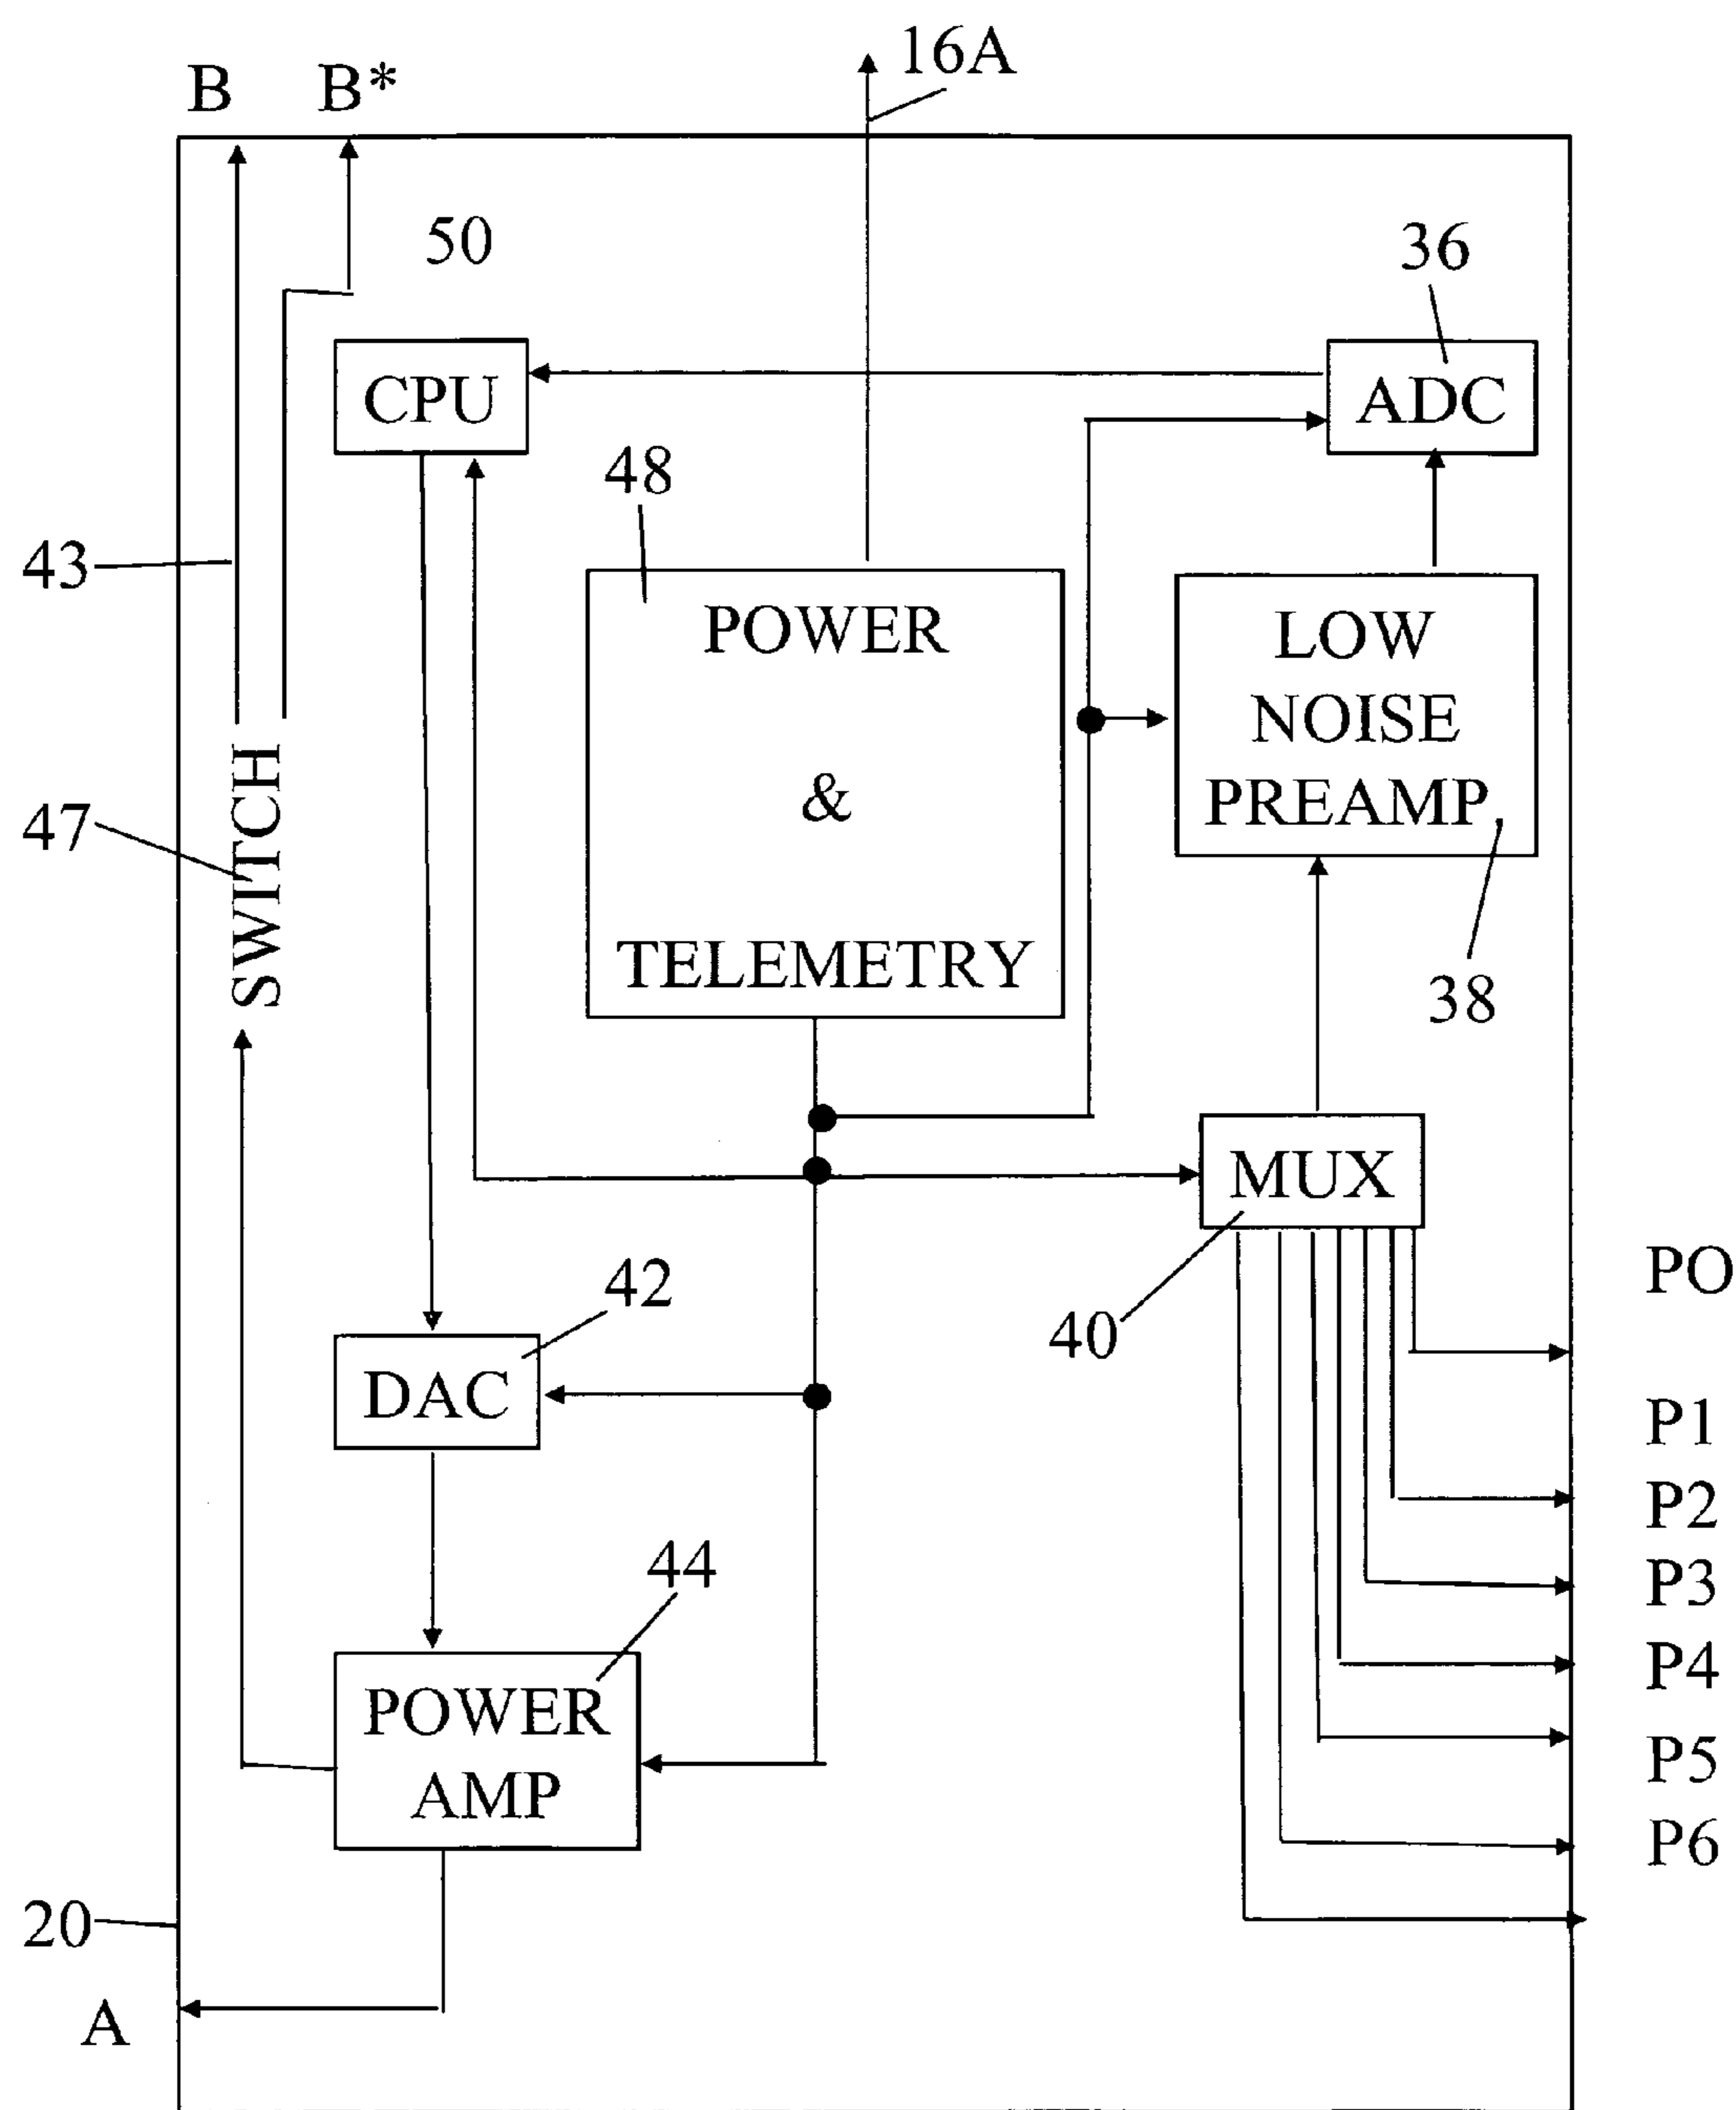 16A
B B*
50
36
CPU
ADC
48
43
POWER
&
TELEMETRY
LOW
NOISE
PREAMP
47
SWITCH
38
MUX
PO
42
40
DAC
P1
P2
44
P3
P4
POWER
AMP
P5
P6
20
A